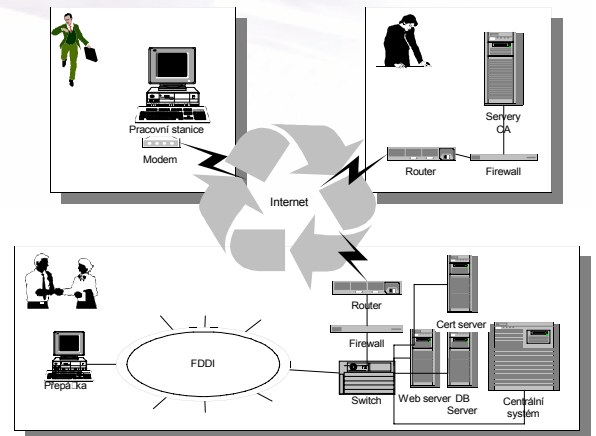 Pracovní stanice
Modem
Servery
CA
Router
Firewall
Internet
Router
Cert server
Firewall
FDDI
Switch
Web server
DB
Server
Centrální
systém